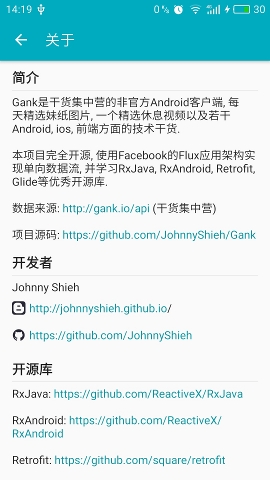 14:19 0% 30
关于
简介
Gank是干货集中营的非官方Android客户端, 每
天精选妹纸图片, 一个精选休息视频以及若干
Android, ios, 前端方面的技术干货.
本项目完全开源, 使用Facebook的Flux应用架构实
现单向数据流, 并学习RxJava, RxAndroid, Retrofit,
Glide等优秀开源库.
数据来源: http://gank.io/api (干货集中营)
项目源码: https://github.com/JohnnyShieh/Gank
开发者
Johnny Shieh
http://johnnyshieh.github.io/
https://github.com/JohnnyShieh
开源库
RxJava: https://github.com/ReactiveX/RxJava
RxAndroid: https://github.com/ReactiveX/
RxAndroid
Retrofit: https://github.com/square/retrofit